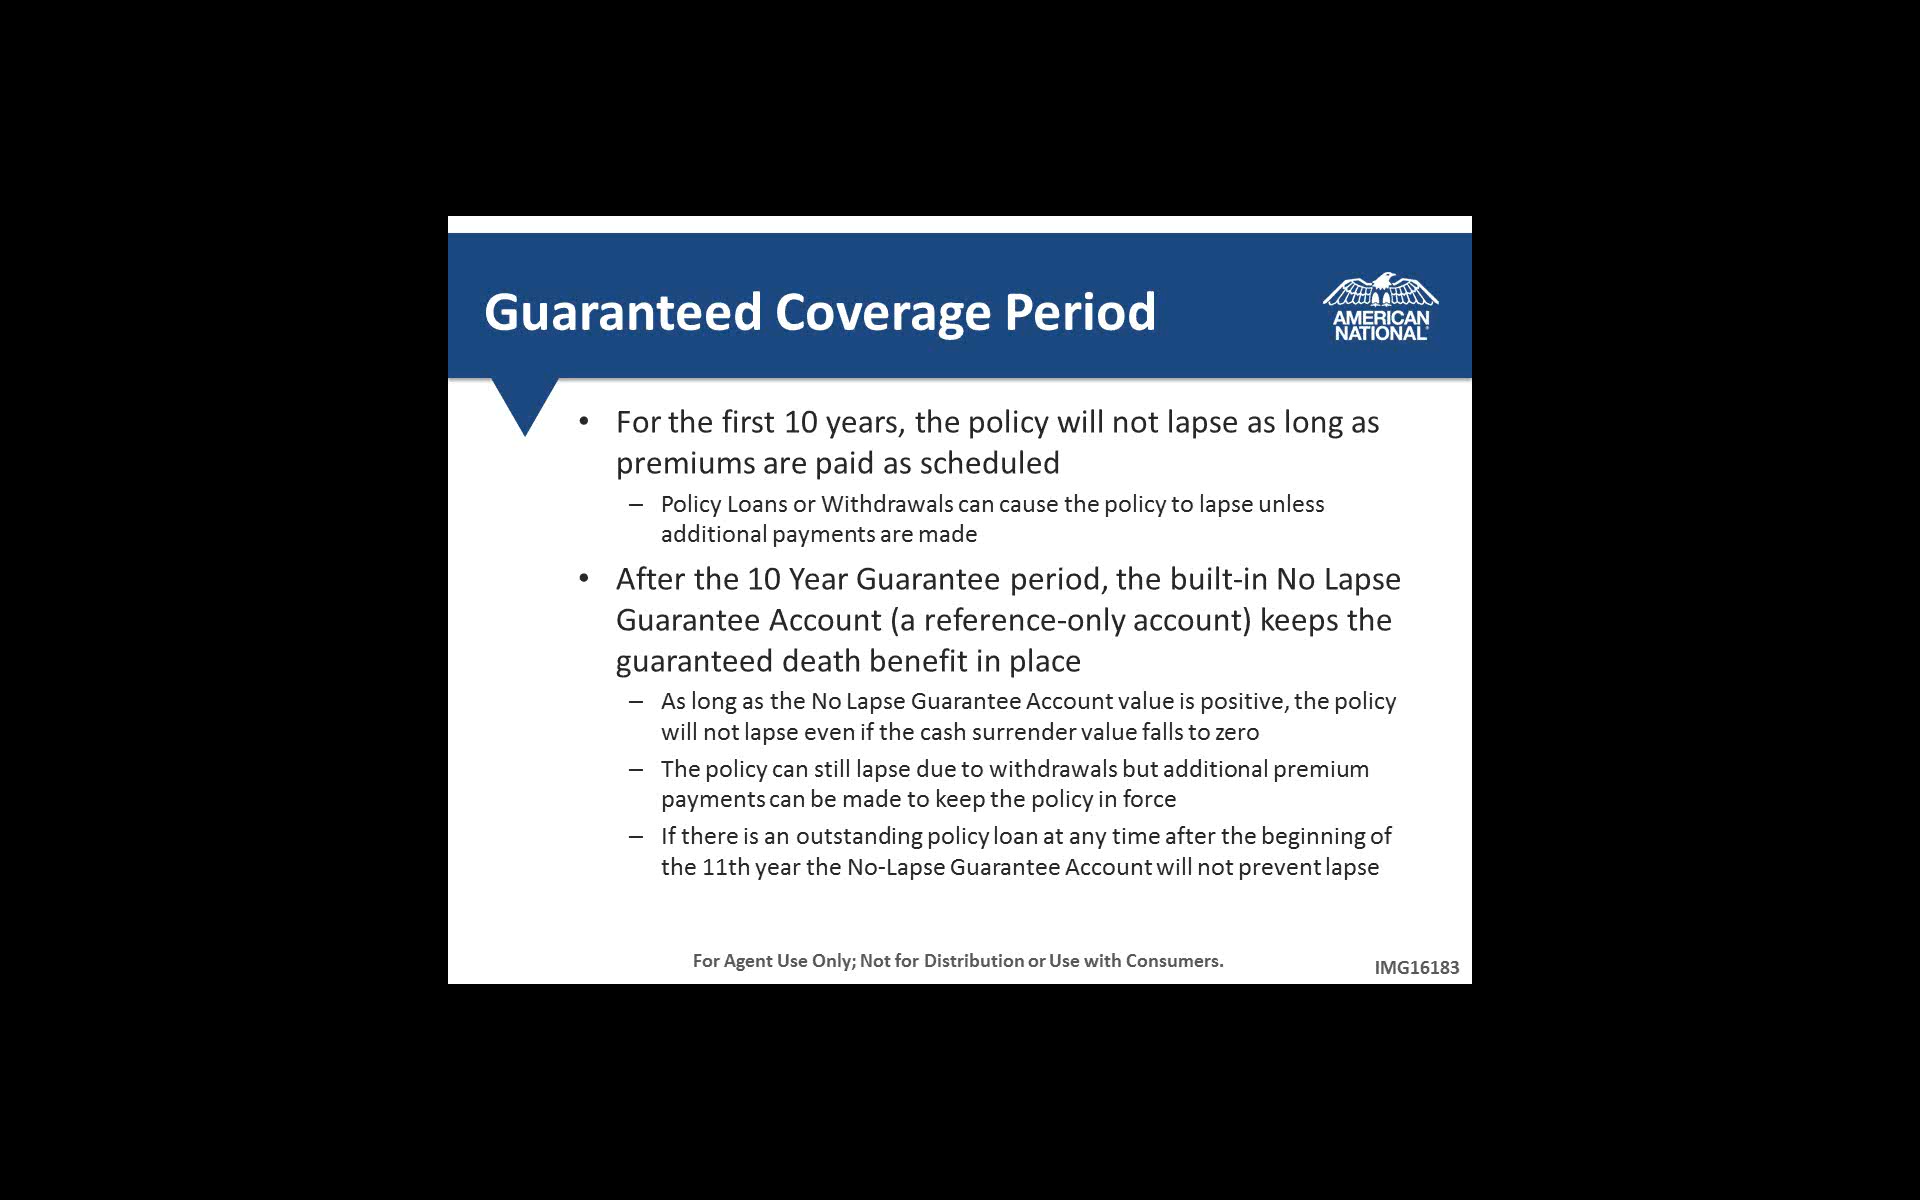 Guaranteed Coverage Period
AMERICAN
NATIONAL
• For the first 10 years, the policy will not lapse as long as
premiums are paid as scheduled
– Policy Loans or Withdrawals can cause the policy to lapse unless
additional payments are made
• After the 10 Year Guarantee period, the built-in No Lapse
Guarantee Account (a reference-only account) keeps the
guaranteed death benefit in place
– As long as the No Lapse Guarantee Account value is positive, the policy
will not lapse even if the cash surrender value falls to zero
– The policy can still lapse due to withdrawals but additional premium
payments can be made to keep the policy in force
– If there is an outstanding policy loan at any time after the beginning of
the 11th year the No-Lapse Guarantee Account will not prevent lapse
For Agent Use Only; Not for Distribution or Use with Consumers.
IMG16183